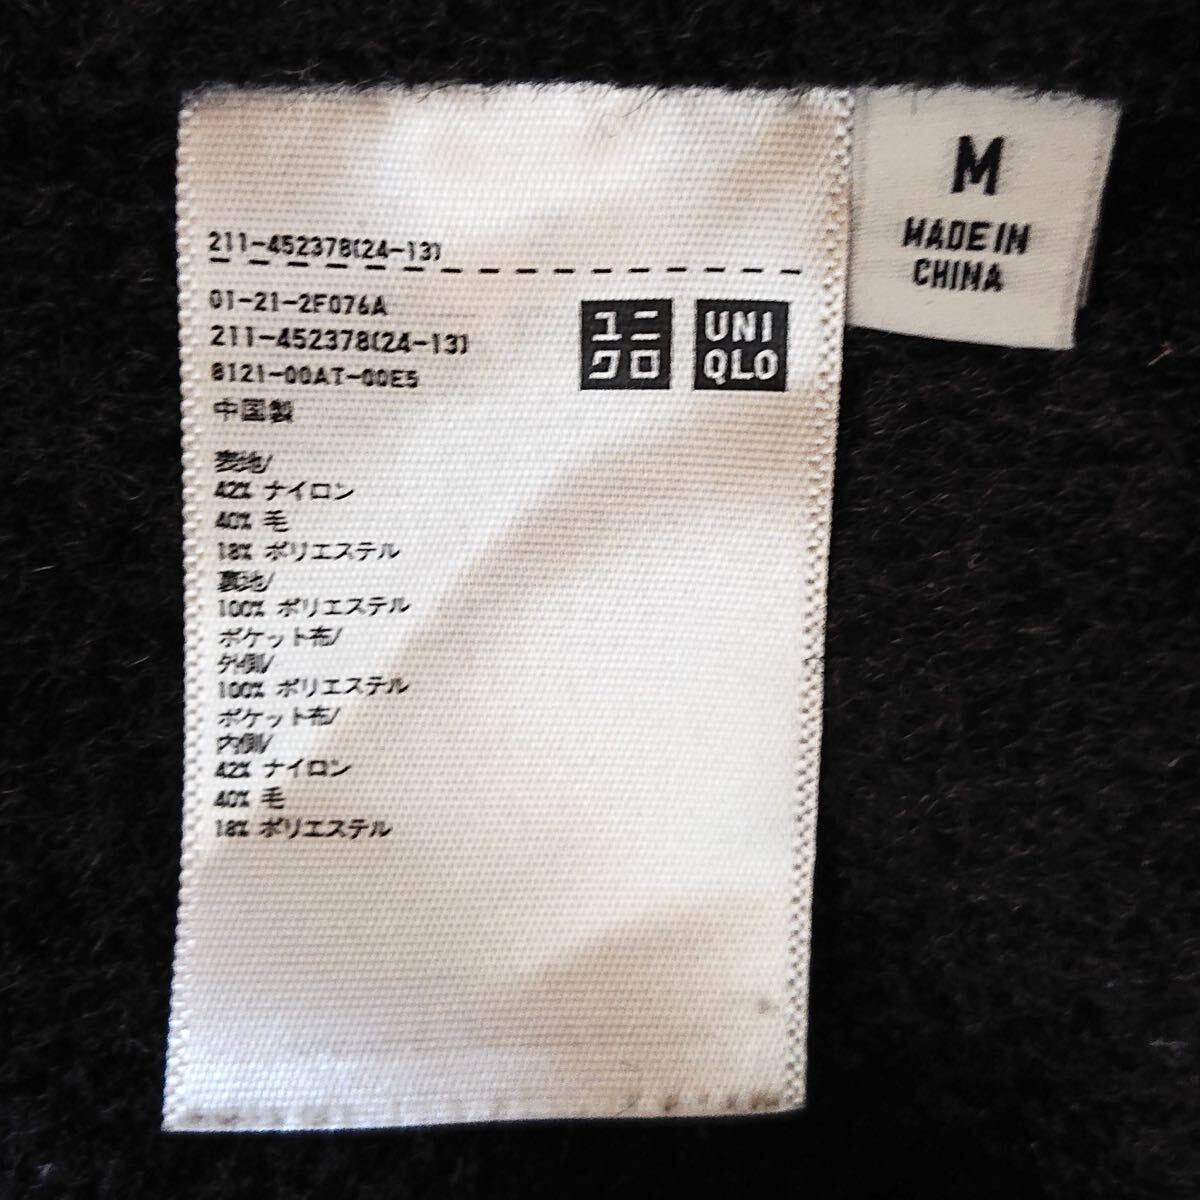 211-452378(24-13)
01-21-2F076A
211-452378(24-13)
8121-00AT-00E5
中国製
表地/
42% ナイロン
40% 毛
18% ポリエステル
裏地/
100% ポリエステル
ポケット布/
外側/
100% ポリエステル
ポケット布/
内側/
42% ナイロン
40% 毛
18% ポリエステル
ユニ
クロ
UNI
QLO
M
MADE IN
CHINA